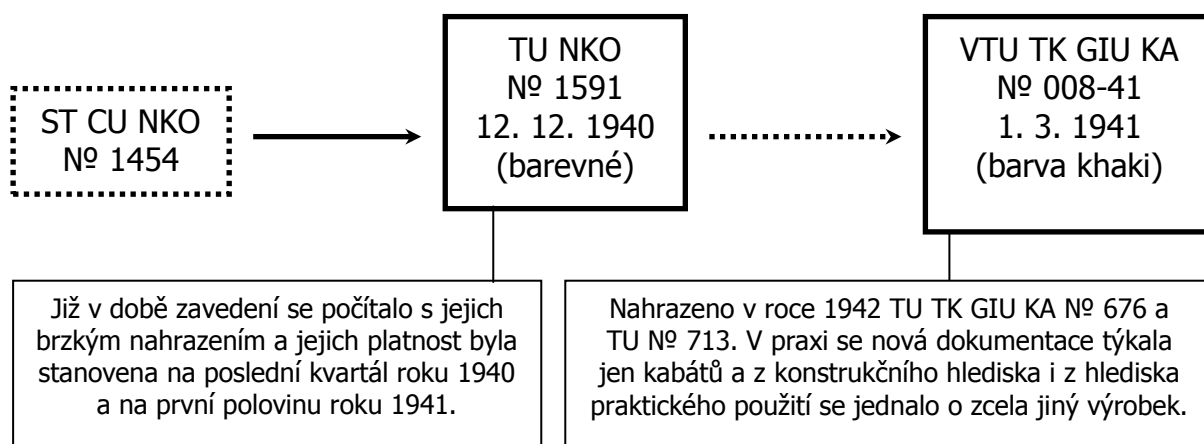 ST CU NKO
№ 1454
TU NKO
№ 1591
12. 12. 1940
(barevné)
VTU TK GIU KA
№ 008-41
1. 3. 1941
(barva khaki)
Již v době zavedení se počítalo s jejich
brzkým nahrazením a jejich platnost byla
stanovena na poslední kvartál roku 1940
a na první polovinu roku 1941.
Nahrazeno v roce 1942 TU TK GIU KA № 676 a
TU № 713. V praxi se nová dokumentace týkala
jen kabátů a z konstrukčního hlediska i z hlediska
praktického použití se jednalo o zcela jiný výrobek.